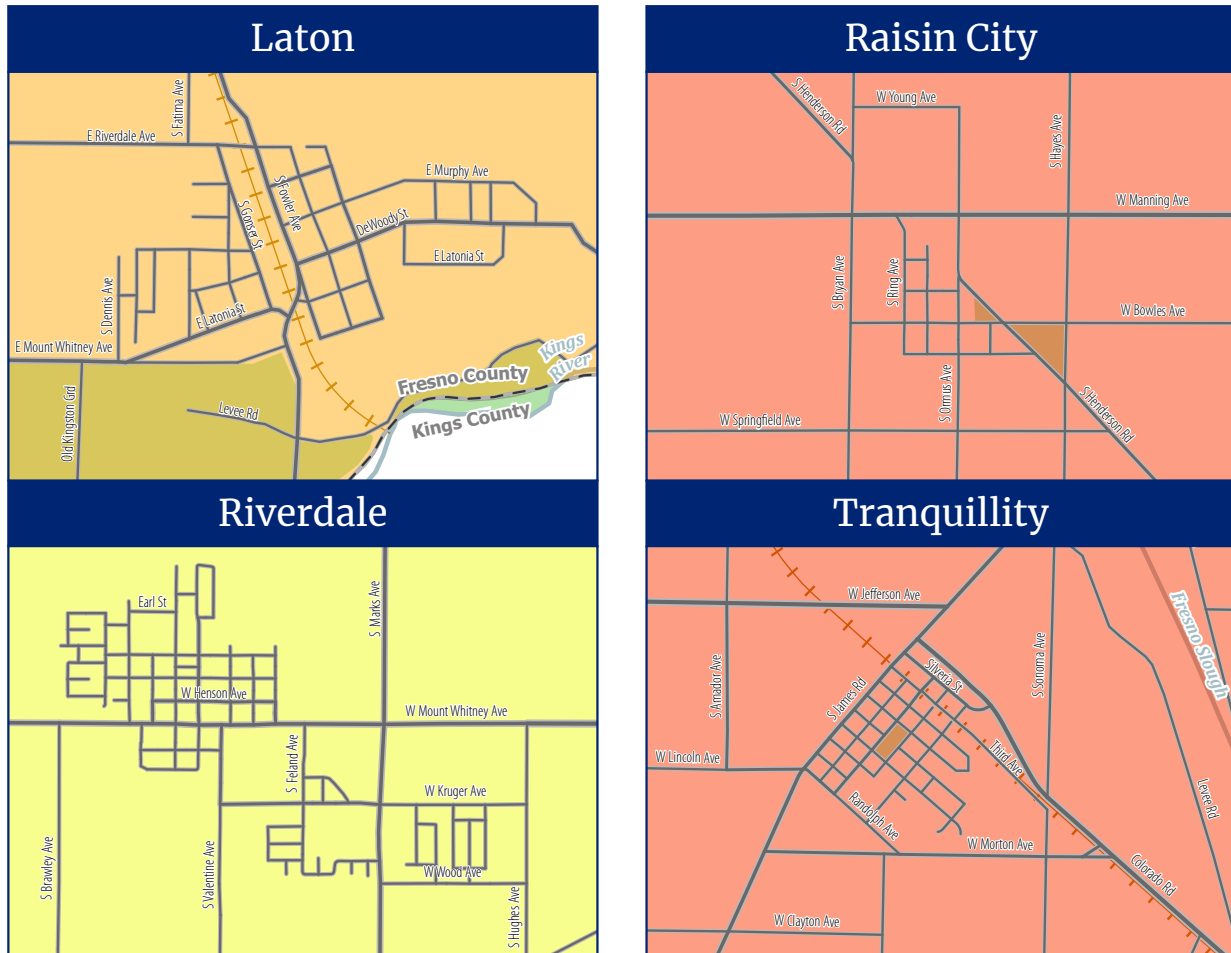 Laton
S Fatima Ave
E Riverdale Ave
E Murphy Ave
S Fowler Ave
S Gonser St
DeWoody St
E Latonia St
S Dennis Ave
E Latonia St
E Mount Whitney Ave
Kings
River
Fresno County
Kings County
Levee Rd
Old Kingston Grd
Raisin City
S Henderson Rd
W Young Ave
S Hayes Ave
W Manning Ave
S Bryan Ave
S Ring Ave
W Bowles Ave
S Ormus Ave
S Henderson Rd
W Springfield Ave
Riverdale
Earl St
S Marks Ave
W Henson Ave
W Mount Whitney Ave
S Feland Ave
W Kruger Ave
S Brawley Ave
S Valentine Ave
W Wood Ave
S Hughes Ave
Tranquillity
W Jefferson Ave
Fresno Slough
S Amador Ave
S James Rd
Silveria St
S Sonoma Ave
W Lincoln Ave
Third Ave
Levee Rd
Randolph Ave
W Morton Ave
Colorado Rd
W Clayton Ave